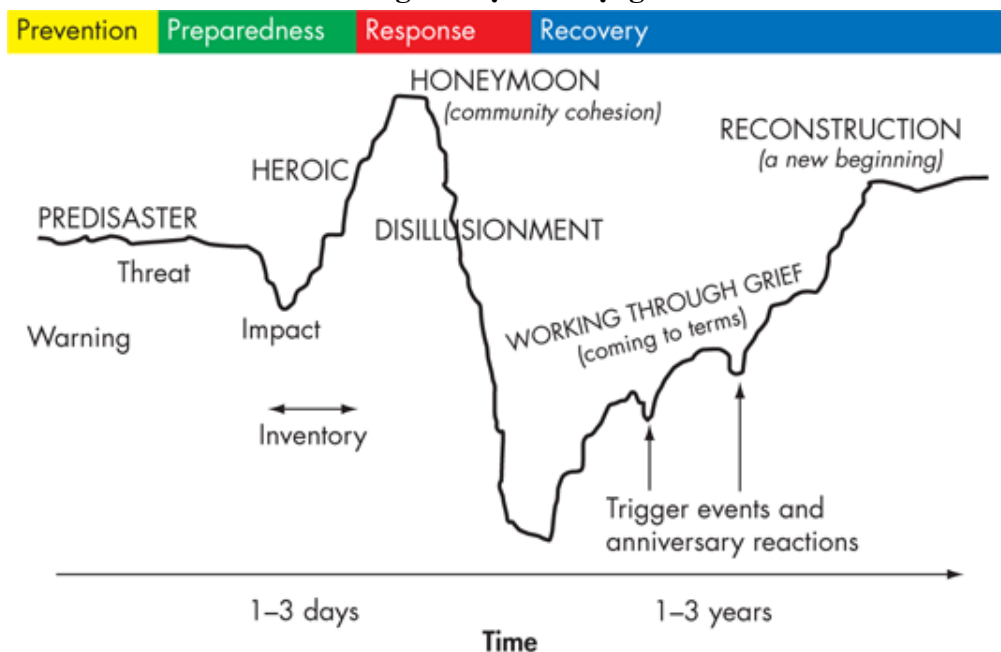 Prevention Preparedness Response Recovery
HONEYMOON
(community cohesion)
RECONSTRUCTION
(a new beginning)
HEROIC
PREDISASTER
DISILLUSIONMENT
Threat
Warning
Impact
WORKING THROUGH GRIEF
(coming to terms)
Inventory
Trigger events and
anniversary reactions
1–3 days
1–3 years
Time